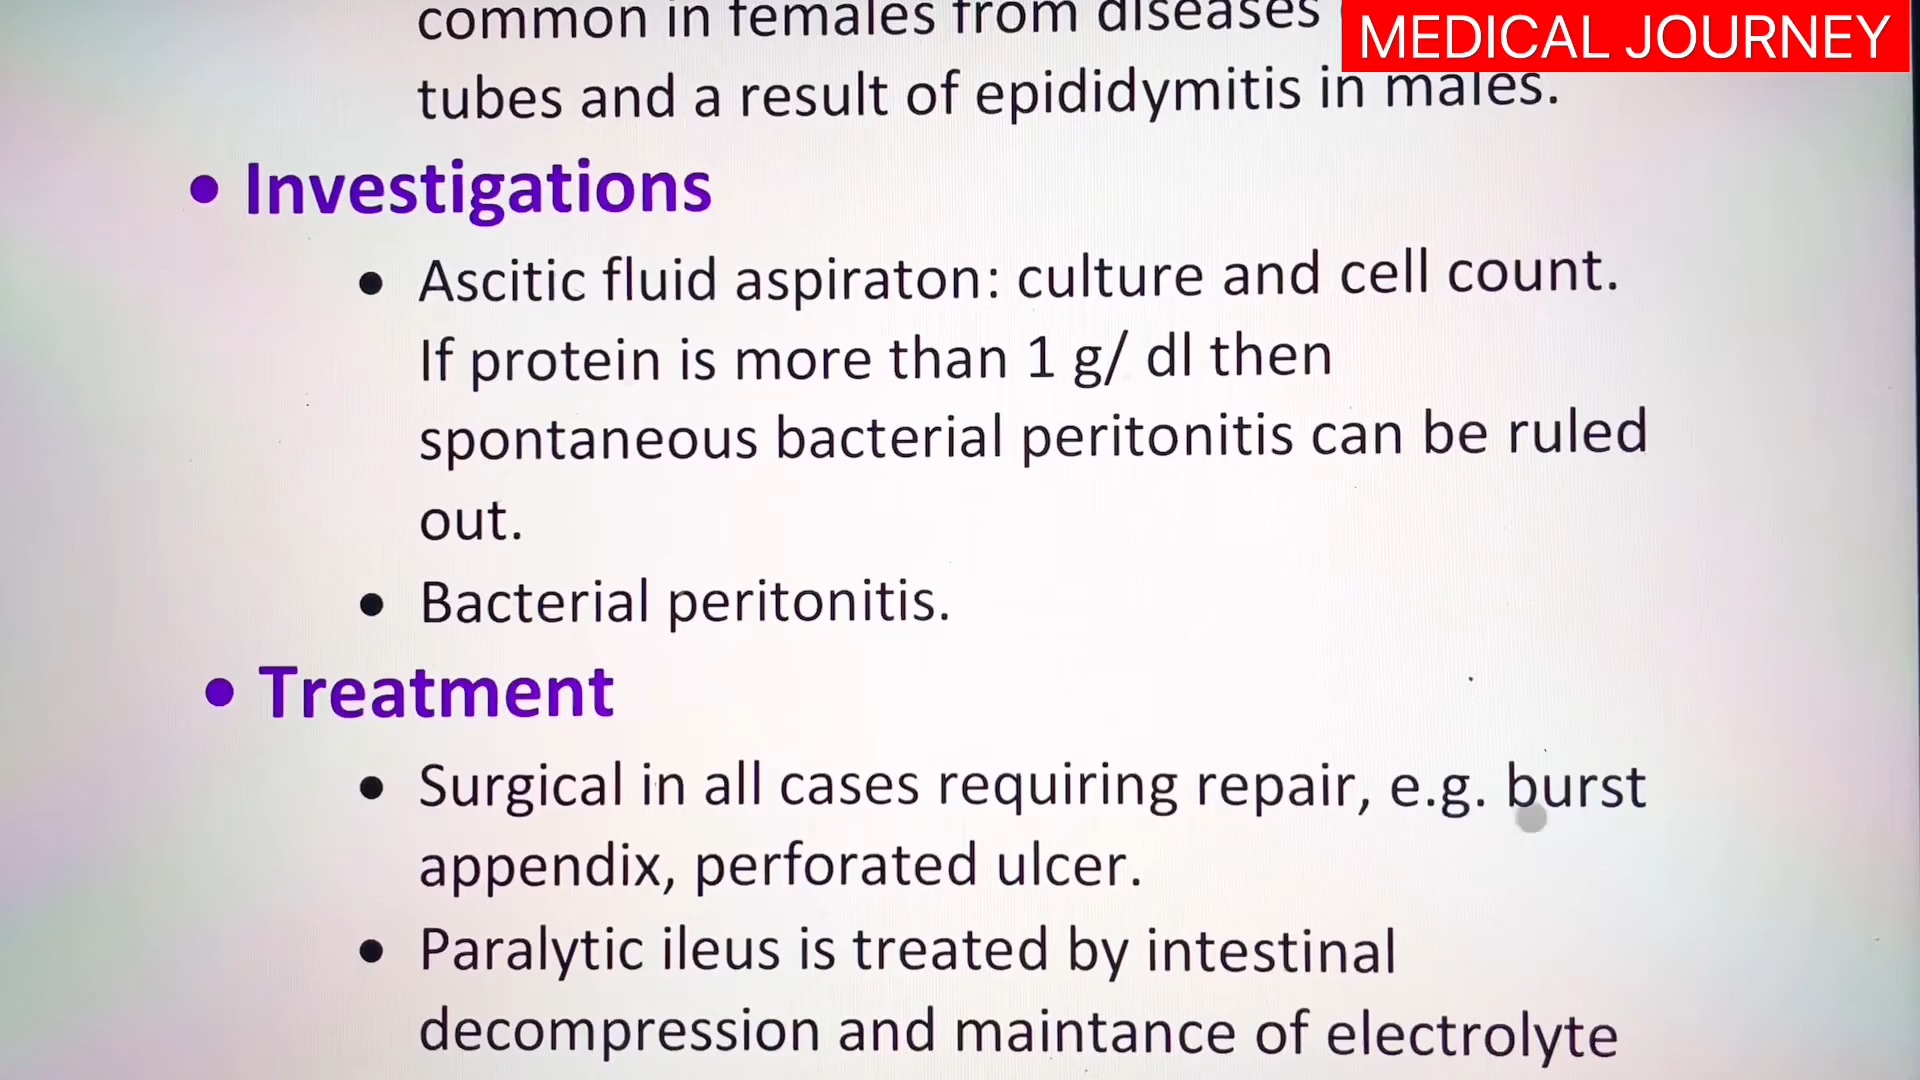 common in females from diseases
MEDICAL JOURNEY
tubes and a result of epididymitis in males.
• Investigations
• Ascitic fluid aspiraton: culture and cell count.
If protein is more than 1 g/ dl then
spontaneous bacterial peritonitis can be ruled
out.
• Bacterial peritonitis.
• Treatment
• Surgical in all cases requiring repair, e.g. burst
appendix, perforated ulcer.
• Paralytic ileus is treated by intestinal
decompression and maintance of electrolyte